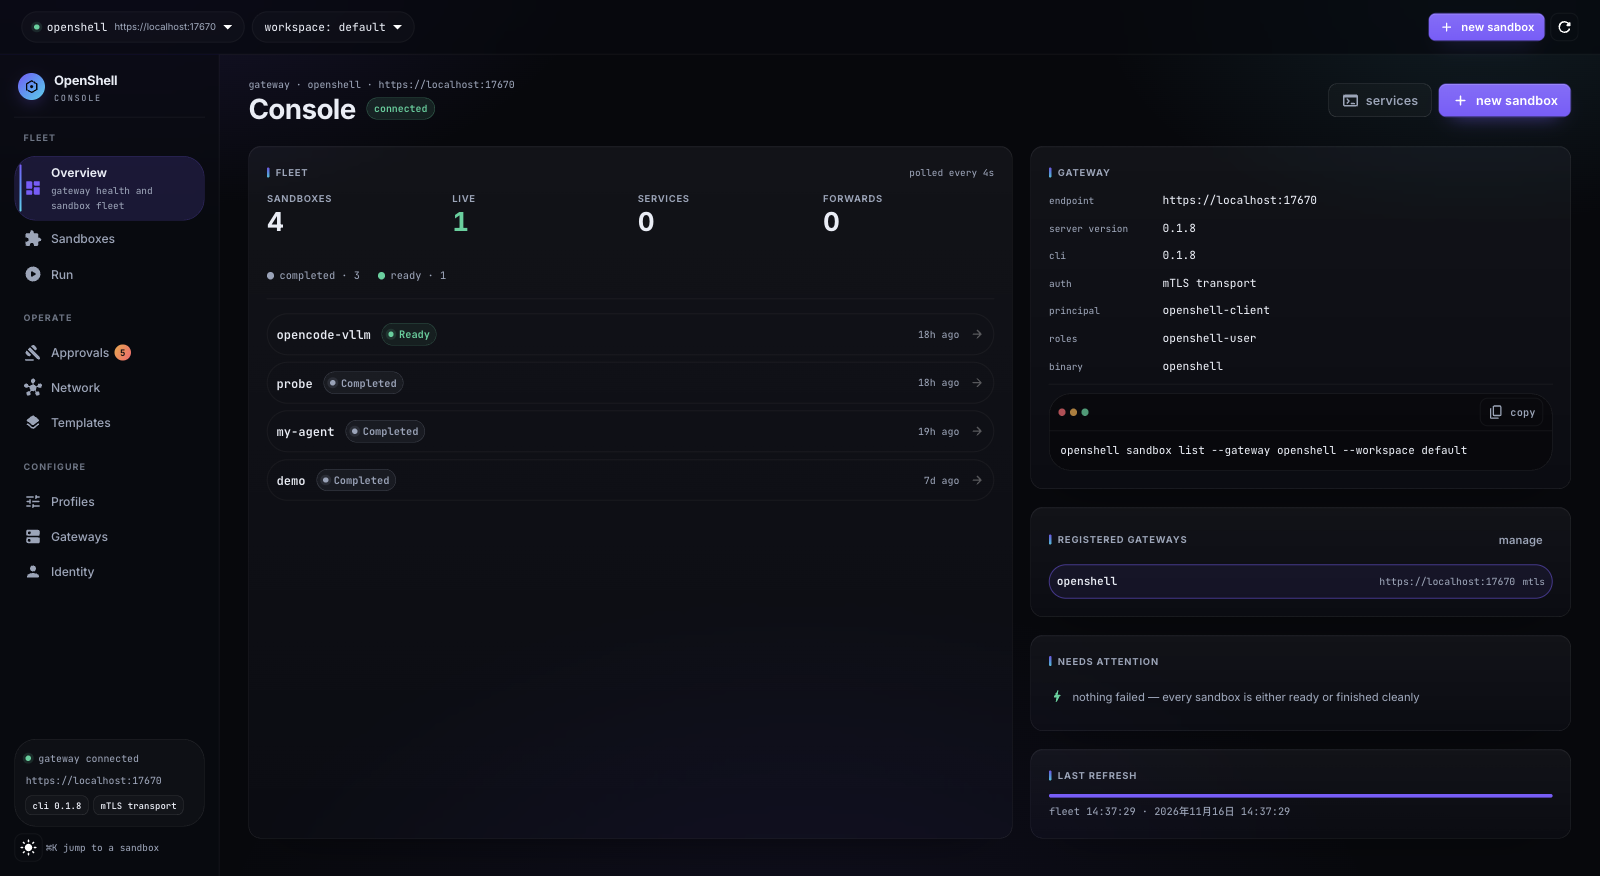 openshell https://localhost:17670
workspace: default
new sandbox
OpenShell
CONSOLE
FLEET
Overview
gateway health and
sandbox fleet
Sandboxes
Run
OPERATE
Approvals 5
Network
Templates
CONFIGURE
Profiles
Gateways
Identity
gateway connected
https://localhost:17670
cli 0.1.8 mTLS transport
⌘K jump to a sandbox
gateway · openshell · https://localhost:17670
Console connected
services
new sandbox
FLEET polled every 4s
SANDBOXES LIVE SERVICES FORWARDS
4 1 0 0
completed · 3 ready · 1
opencode-vllm Ready 18h ago
probe Completed 18h ago
my-agent Completed 19h ago
demo Completed 7d ago
GATEWAY
endpoint https://localhost:17670
server version 0.1.8
cli 0.1.8
auth mTLS transport
principal openshell-client
roles openshell-user
binary openshell
copy
openshell sandbox list --gateway openshell --workspace default
REGISTERED GATEWAYS manage
openshell https://localhost:17670 mtls
NEEDS ATTENTION
nothing failed — every sandbox is either ready or finished cleanly
LAST REFRESH
fleet 14:37:29 · 2026年11月16日 14:37:29